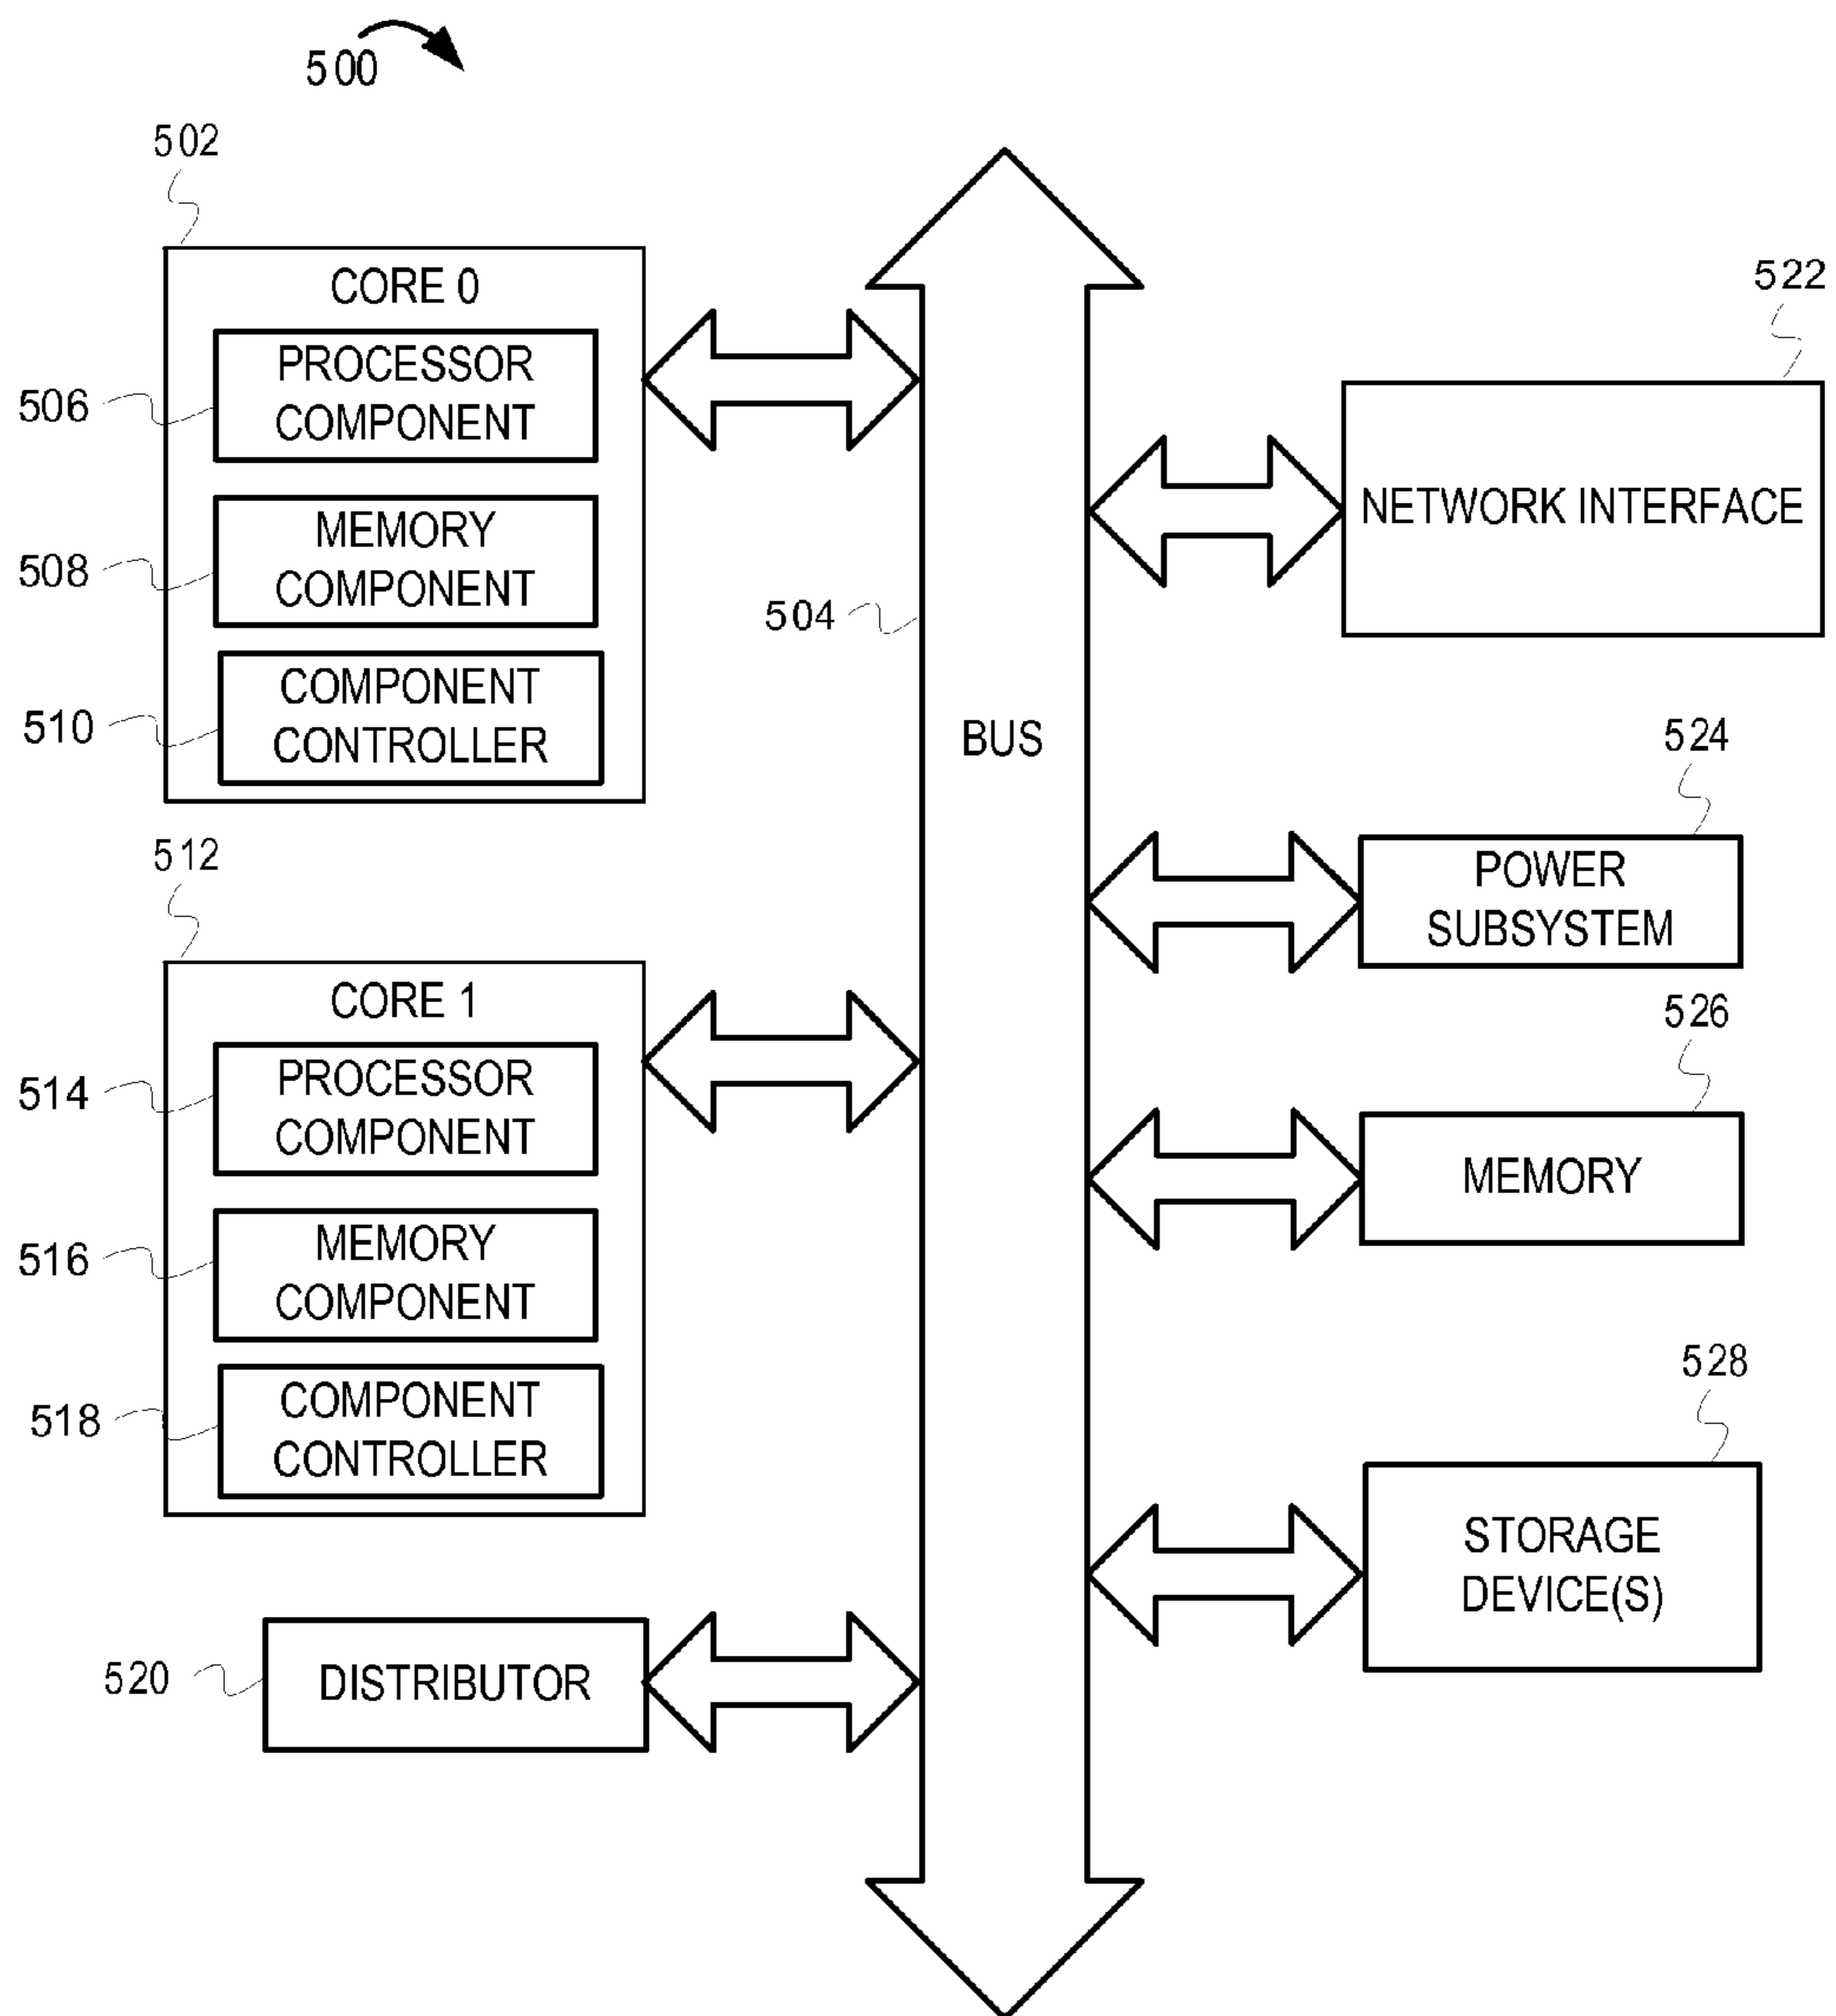 500
502
CORE 0
PROCESSOR
COMPONENT
506
MEMORY
COMPONENT
508
COMPONENT
CONTROLLER
510
512
CORE 1
PROCESSOR
COMPONENT
514
MEMORY
COMPONENT
516
COMPONENT
CONTROLLER
518
DISTRIBUTOR
520
504
BUS
522
NETWORK INTERFACE
524
POWER
SUBSYSTEM
526
MEMORY
528
STORAGE
DEVICE(S)